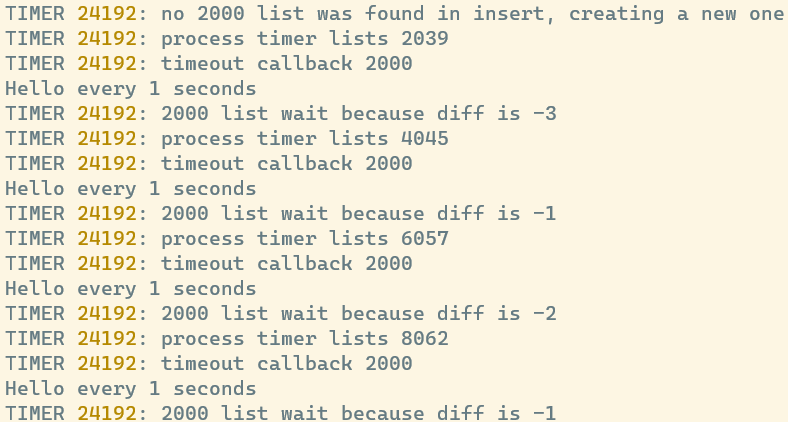 TIMER 24192: no 2000 list was found in insert, creating a new one
TIMER 24192: process timer lists 2039
TIMER 24192: timeout callback 2000
Hello every 1 seconds
TIMER 24192: 2000 list wait because diff is -3
TIMER 24192: process timer lists 4045
TIMER 24192: timeout callback 2000
Hello every 1 seconds
TIMER 24192: 2000 list wait because diff is -1
TIMER 24192: process timer lists 6057
TIMER 24192: timeout callback 2000
Hello every 1 seconds
TIMER 24192: 2000 list wait because diff is -2
TIMER 24192: process timer lists 8062
TIMER 24192: timeout callback 2000
Hello every 1 seconds
TIMER 24192: 2000 list wait because diff is -1